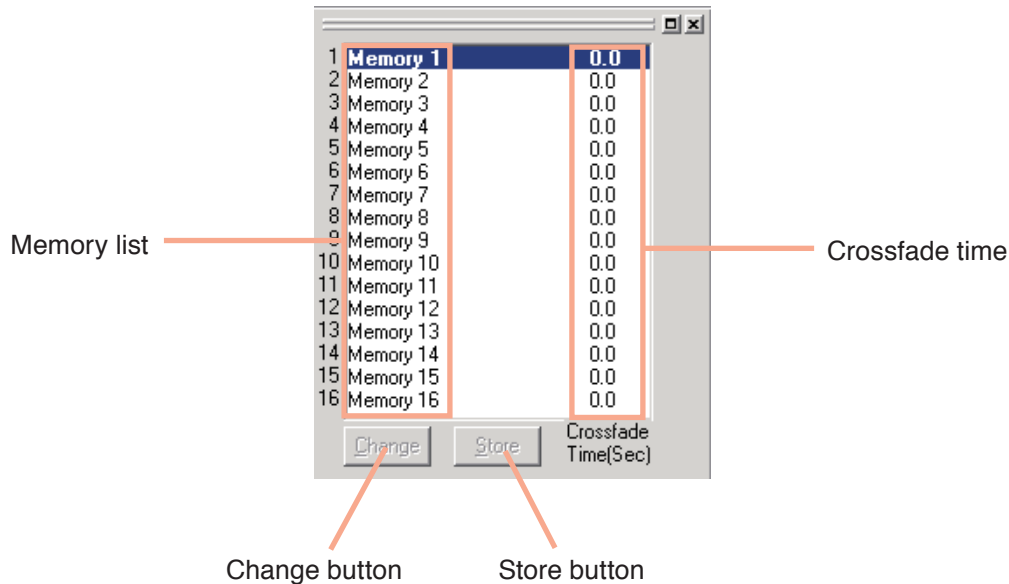 1 Memory 1 0.0
2 Memory 2 0.0
3 Memory 3 0.0
4 Memory 4 0.0
5 Memory 5 0.0
6 Memory 6 0.0
7 Memory 7 0.0
8 Memory 8 0.0
Memory list
9 Memory 9 0.0
Crossfade time
10 Memory 10 0.0
11 Memory 11 0.0
12 Memory 12 0.0
13 Memory 13 0.0
14 Memory 14 0.0
15 Memory 15 0.0
16 Memory 16 0.0
Change Store Crossfade
Time(Sec)
Change button Store button